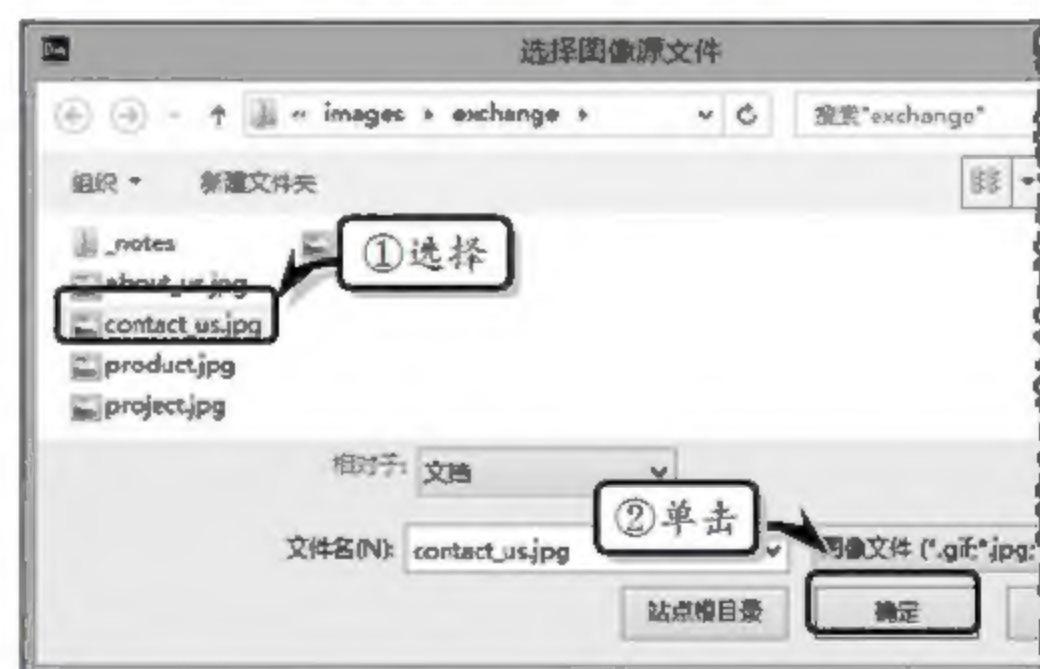 Dw 选择图像源文件
« images ▸ exchange ▸ 搜索"exchange"
组织 新建文件夹
_notes
①选择
about_us.jpg
contact_us.jpg
product.jpg
project.jpg
相对于: 文档
②单击
文件名(N): contact_us.jpg 图像文件 (*.gif;*.jpg;
站点根目录 确定